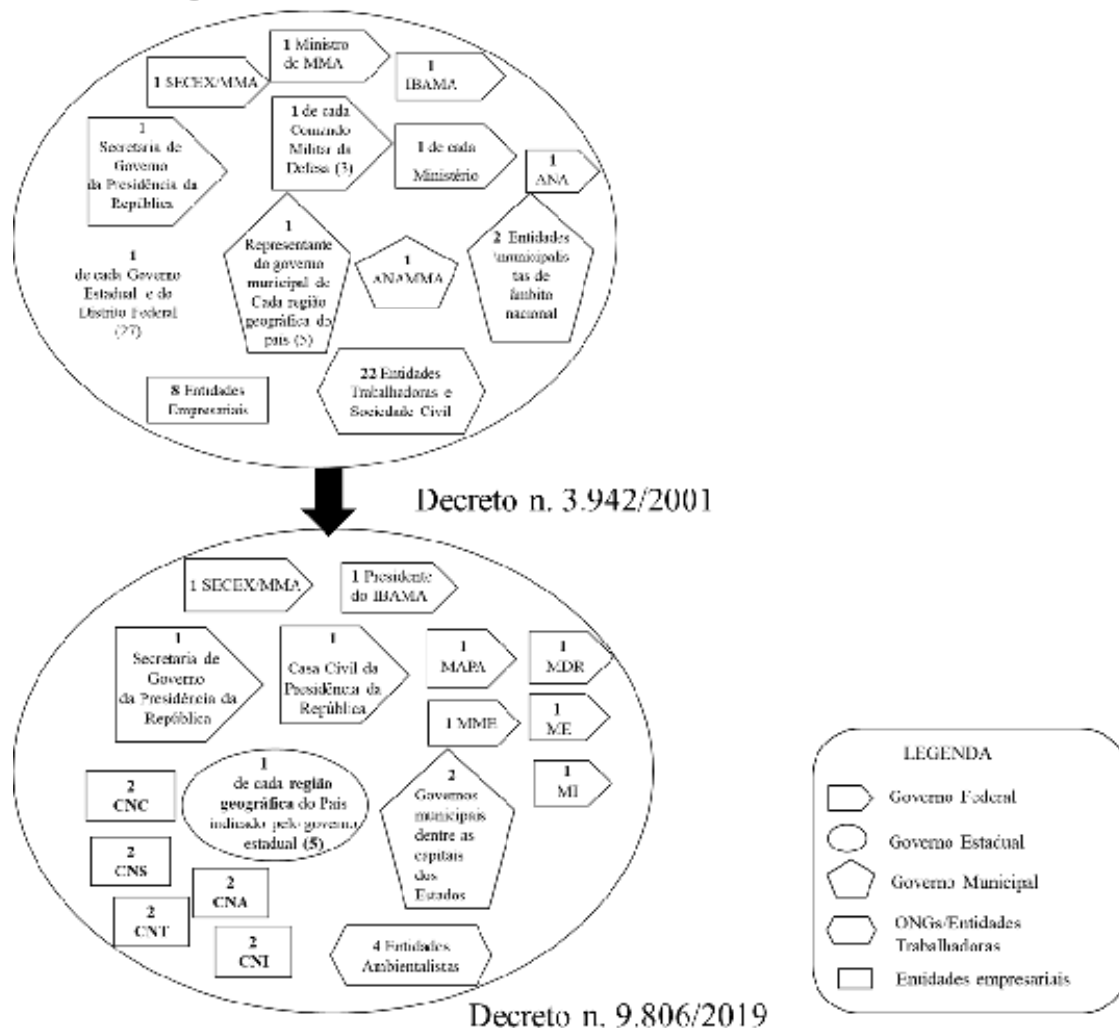 1 Ministro
de MMA
1 SECEX/MMA
1
IBAMA
1
Secretaria de
Governo
da Presidência da
República
1 de cada
Comando
Militar da
Defesa (3)
1 de cada
Ministério
1
ANA
1
de cada Governo
Estadual e do
Distrito Federal
(27)
1
Representante
do governo
municipal de
Cada região
geográfica do
país (5)
1
ANAMMA
2 Entidades
municipalis
tas de
âmbito
nacional
8 Entidades
Empresariais
22 Entidades
Trabalhadoras e
Sociedade Civil
Decreto n. 3.942/2001
1 SECEX/MMA
1 Presidente
do IBAMA
1
Secretaria de
Governo
da Presidência da
República
1
Casa Civil da
Presidência da
República
1
MAPA
1
MDR
1 MME
1
ME
1
MI
2
CNC
1
de cada região
geográfica do País
indicado pelo governo
estadual (5)
2
Governos
municipais
dentre as
capitais
dos
Estados
2
CNS
2
CNA
2
CNT
2
CNI
4 Entidades
Ambientalistas
Decreto n. 9.806/2019
LEGENDA
Governo Federal
Governo Estadual
Governo Municipal
ONGs/Entidades
Trabalhadoras
Entidades empresariais